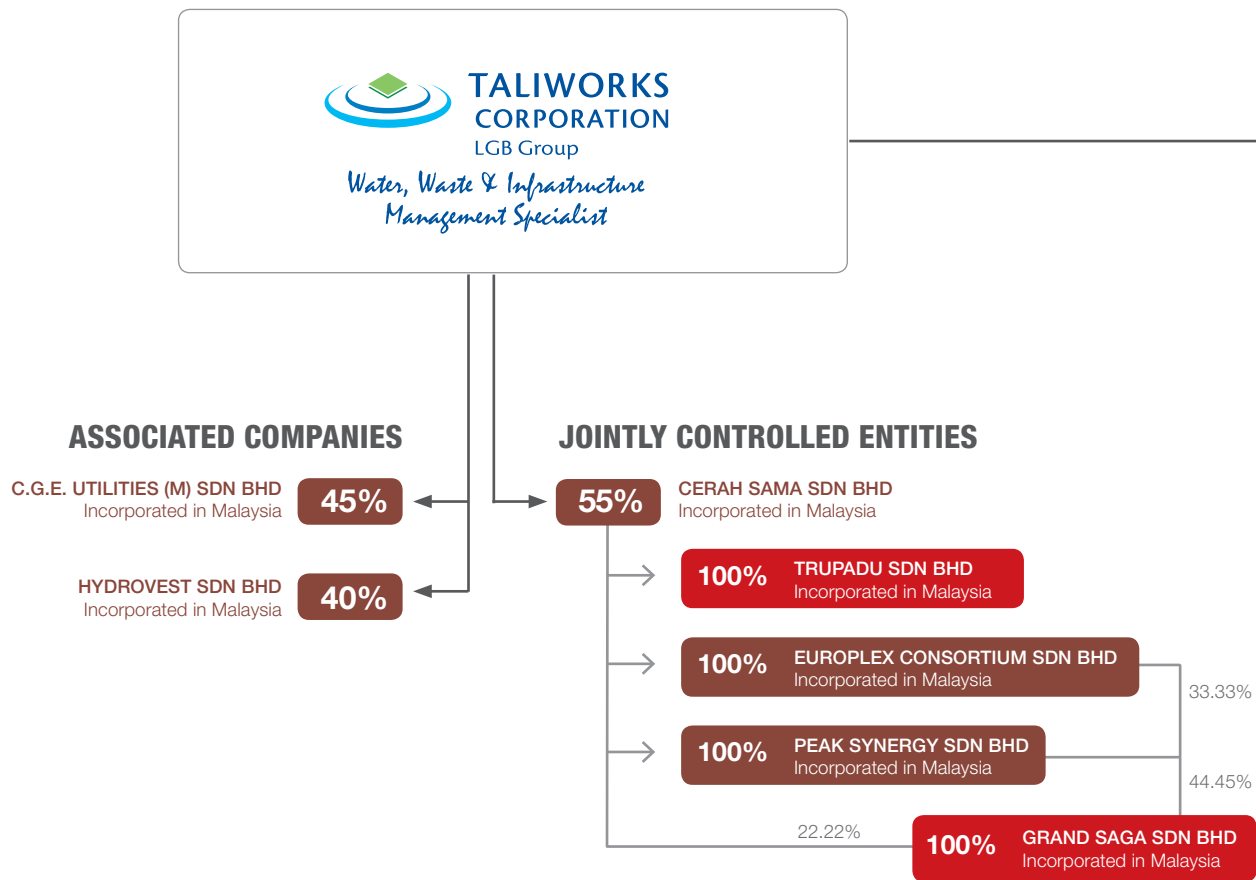 TALIWORKS
CORPORATION
LGB Group
Water, Waste & Infrastructure
Management Specialist
ASSOCIATED COMPANIES
C.G.E. UTILITIES (M) SDN BHD
Incorporated in Malaysia
45%
HYDROVEST SDN BHD
Incorporated in Malaysia
40%
JOINTLY CONTROLLED ENTITIES
55%
CERAH SAMA SDN BHD
Incorporated in Malaysia
100%
TRUPADU SDN BHD
Incorporated in Malaysia
100%
EUROPLEX CONSORTIUM SDN BHD
Incorporated in Malaysia
33.33%
100%
PEAK SYNERGY SDN BHD
Incorporated in Malaysia
44.45%
22.22%
100%
GRAND SAGA SDN BHD
Incorporated in Malaysia